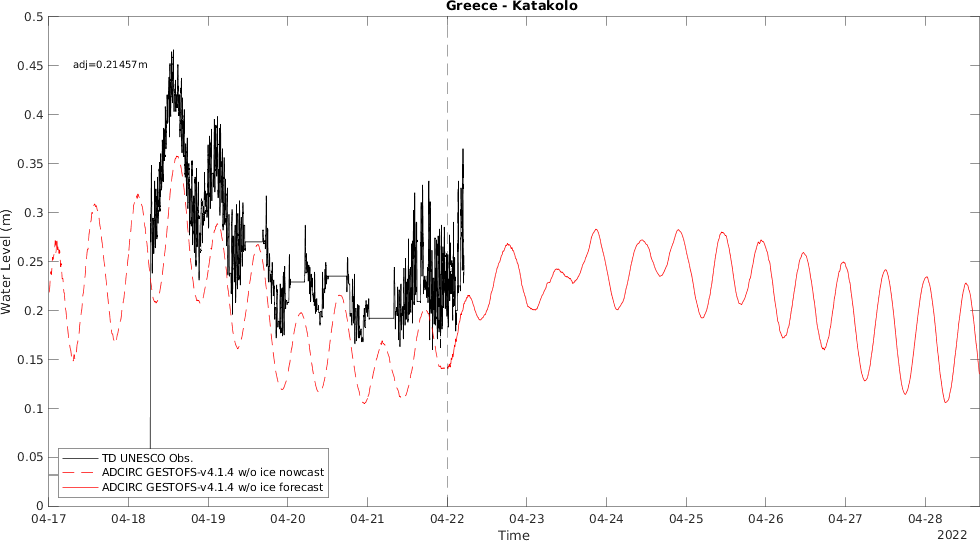 Greece - Katakolo
0.5
0.45
0.4
0.35
0.3
0.25
0.2
0.15
0.1
0.05
0
Water Level (m)
adj=0.21457m
TD UNESCO Obs.
ADCIRC GESTOFS-v4.1.4 w/o ice nowcast
ADCIRC GESTOFS-v4.1.4 w/o ice forecast
04-17 04-18 04-19 04-20 04-21 04-22 04-23 04-24 04-25 04-26 04-27 04-28
Time
2022